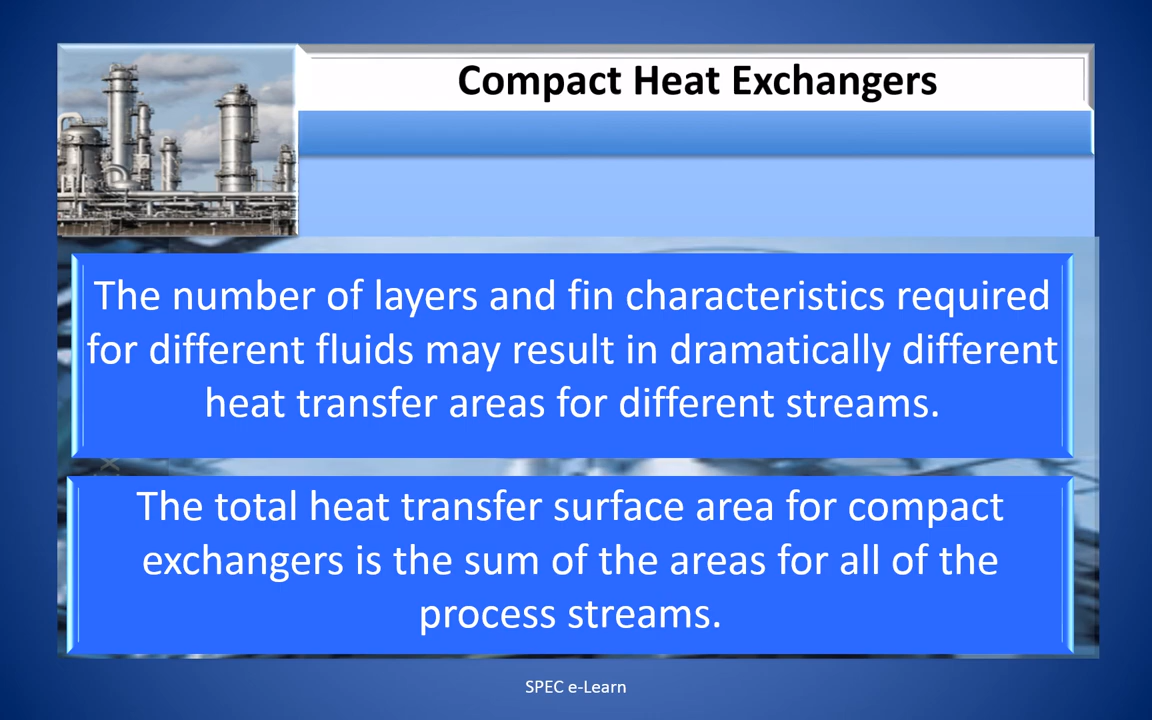 Compact Heat Exchangers
The number of layers and fin characteristics required
for different fluids may result in dramatically different
heat transfer areas for different streams.
The total heat transfer surface area for compact
exchangers is the sum of the areas for all of the
process streams.
SPEC e-Learn